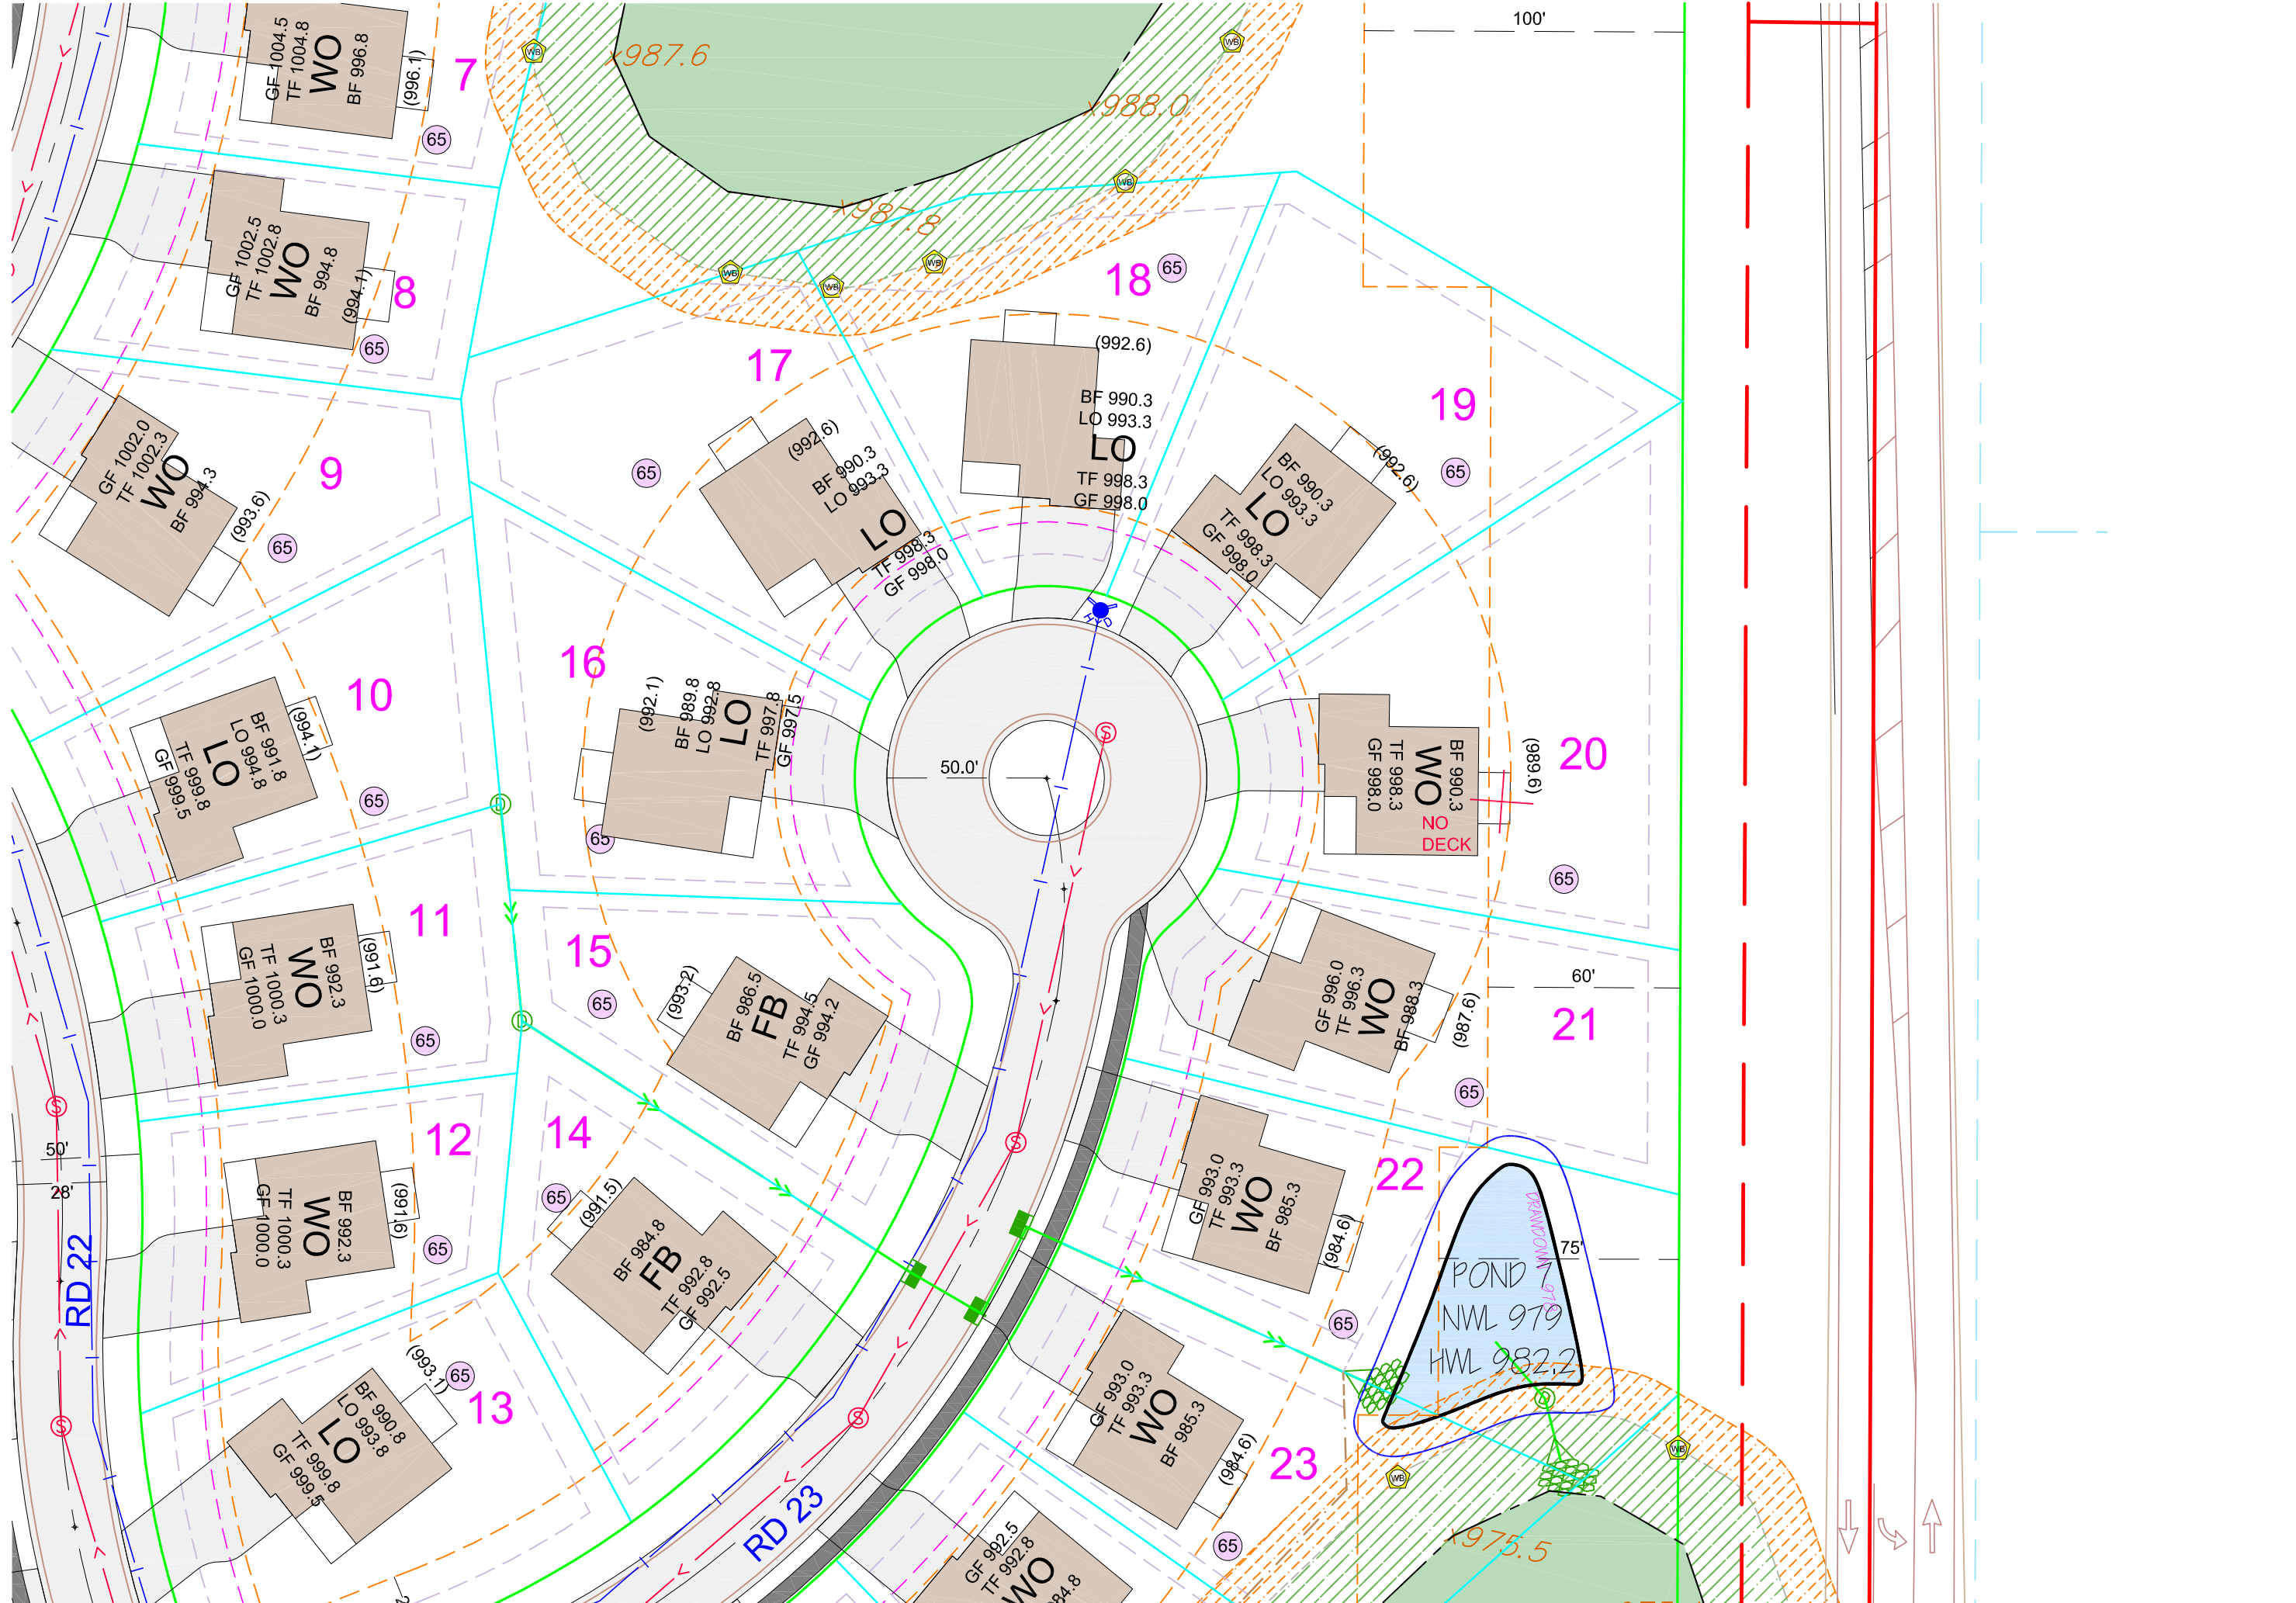 GF 1004.5
TF 1004.8
WO
BF 996.8
(996.1)
7
65
WB
x987.6
WB
x988.0
100'
GF 1002.5
TF 1002.8
WO
BF 994.8
(994.1)
8
65
WB
x987.8
WB
WB
WB
18
65
GF 1002.0
TF 1002.3
WO
BF 994.3
(993.6)
9
65
17
65
(992.6)
BF 990.3
LO 993.3
LO
TF 998.3
GF 998.0
(992.6)
BF 990.3
LO 993.3
LO
TF 998.3
GF 998.0
19
65
(992.6)
BF 990.3
LO 993.3
LO
TF 998.3
GF 998.0
HYD
10
65
(994.1)
BF 991.8
LO 994.8
LO
TF 999.8
GF 999.5
16
65
(992.1)
BF 989.8
LO 992.8
LO
TF 997.8
GF 997.5
50.0'
S
20
65
(989.6)
BF 990.3
WO
TF 998.3
GF 998.0
NO
DECK
D
11
65
(991.6)
BF 992.3
WO
TF 1000.3
GF 1000.0
15
65
(993.2)
BF 986.5
FB
TF 994.5
GF 994.2
D
21
65
60'
GF 996.0
TF 996.3
WO
BF 988.3
(987.6)
S
50'
28'
RD 22
S
12
65
(991.6)
BF 992.3
WO
TF 1000.3
GF 1000.0
14
65
(991.5)
BF 984.8
FB
TF 992.8
GF 992.5
S
22
65
GF 993.0
TF 993.3
WO
BF 985.3
(984.6)
75'
POND 7
NWL 979
HWL 982.2
S
13
65
(993.1)
BF 990.8
LO 993.8
LO
TF 999.8
GF 999.5
S
RD 23
23
65
GF 993.0
TF 993.3
WO
BF 985.3
(984.6)
WB
WB
x975.5
GF 992.5
TF 992.8
WO